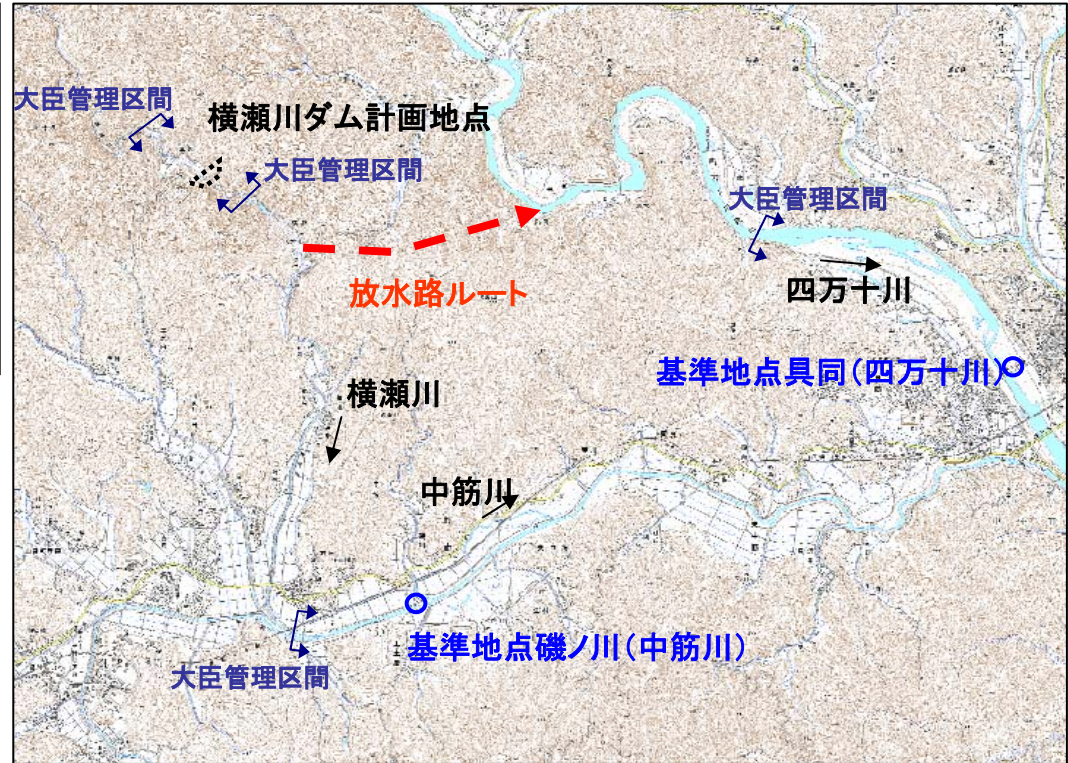 大臣管理区間
横瀬川ダム計画地点
大臣管理区間
大臣管理区間
放水路ルート
四万十川
基準地点具同(四万十川)
横瀬川
中筋川
基準地点磯ノ川(中筋川)
大臣管理区間